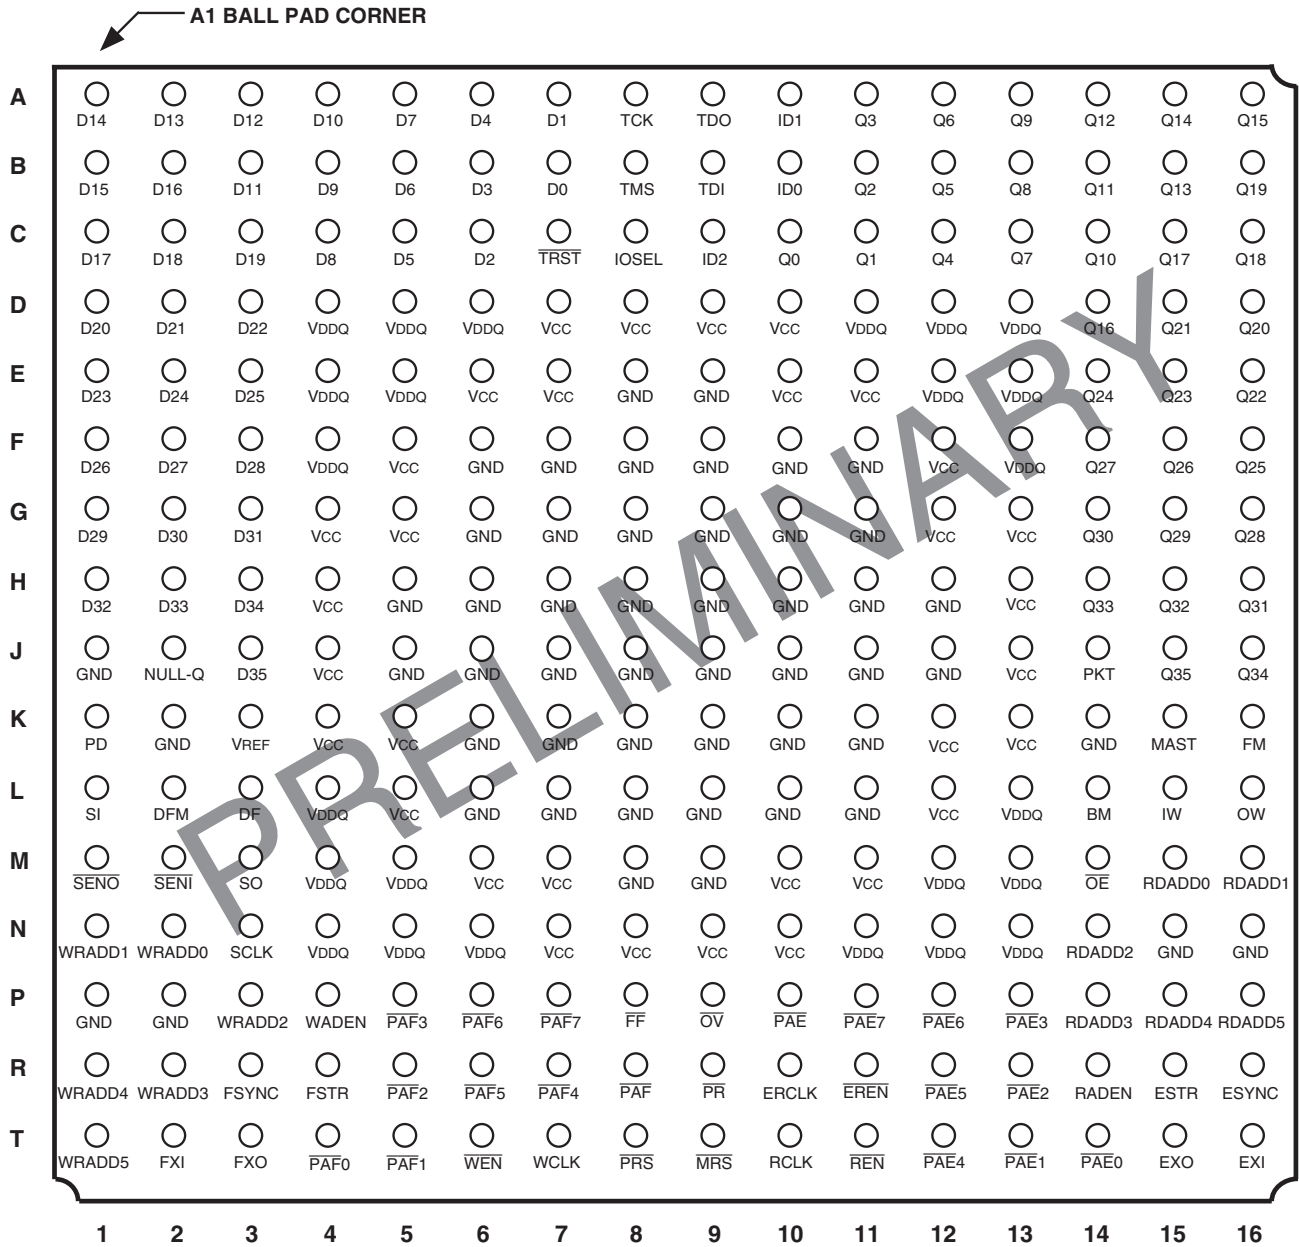 A1 BALL PAD CORNER
A
D14 D13 D12 D10 D7 D4 D1 TCK TDO ID1 Q3 Q6 Q9 Q12 Q14 Q15
B
D15 D16 D11 D9 D6 D3 D0 TMS TDI ID0 Q2 Q5 Q8 Q11 Q13 Q19
C
D17 D18 D19 D8 D5 D2 TRST IOSEL ID2 Q0 Q1 Q4 Q7 Q10 Q17 Q18
D
D20 D21 D22 VDDQ VDDQ VDDQ VCC VCC VCC VCC VDDQ VDDQ VDDQ Q16 Q21 Q20
E
D23 D24 D25 VDDQ VDDQ VCC VCC GND GND VCC VCC VDDQ VDDQ Q24 Q23 Q22
F
D26 D27 D28 VDDQ VCC GND GND GND GND GND GND VCC VDDQ Q27 Q26 Q25
G
D29 D30 D31 VCC VCC GND GND GND GND GND GND VCC VCC Q30 Q29 Q28
H
D32 D33 D34 VCC GND GND GND GND GND GND GND GND VCC Q33 Q32 Q31
J
GND NULL-Q D35 VCC GND GND GND GND GND GND GND GND VCC PKT Q35 Q34
K
PD GND VREF VCC VCC GND GND GND GND GND GND VCC VCC GND MAST FM
L
SI DFM DF VDDQ VCC GND GND GND GND GND GND VCC VDDQ BM IW OW
M
SENO SENI SO VDDQ VDDQ VCC VCC GND GND VCC VCC VDDQ VDDQ OE RDADD0 RDADD1
N
WRADD1 WRADD0 SCLK VDDQ VDDQ VDDQ VCC VCC VCC VCC VDDQ VDDQ VDDQ RDADD2 GND GND
P
GND GND WRADD2 WADEN PAF3 PAF6 PAF7 FF OV PAE PAE7 PAE6 PAE3 RDADD3 RDADD4 RDADD5
R
WRADD4 WRADD3 FSYNC FSTR PAF2 PAF5 PAF4 PAF PR ERCLK EREN PAE5 PAE2 RADEN ESTR ESYNC
T
WRADD5 FXI FXO PAF0 PAF1 WEN WCLK PRS MRS RCLK REN PAE4 PAE1 PAE0 EXO EXI
1 2 3 4 5 6 7 8 9 10 11 12 13 14 15 16
PRELIMINARY